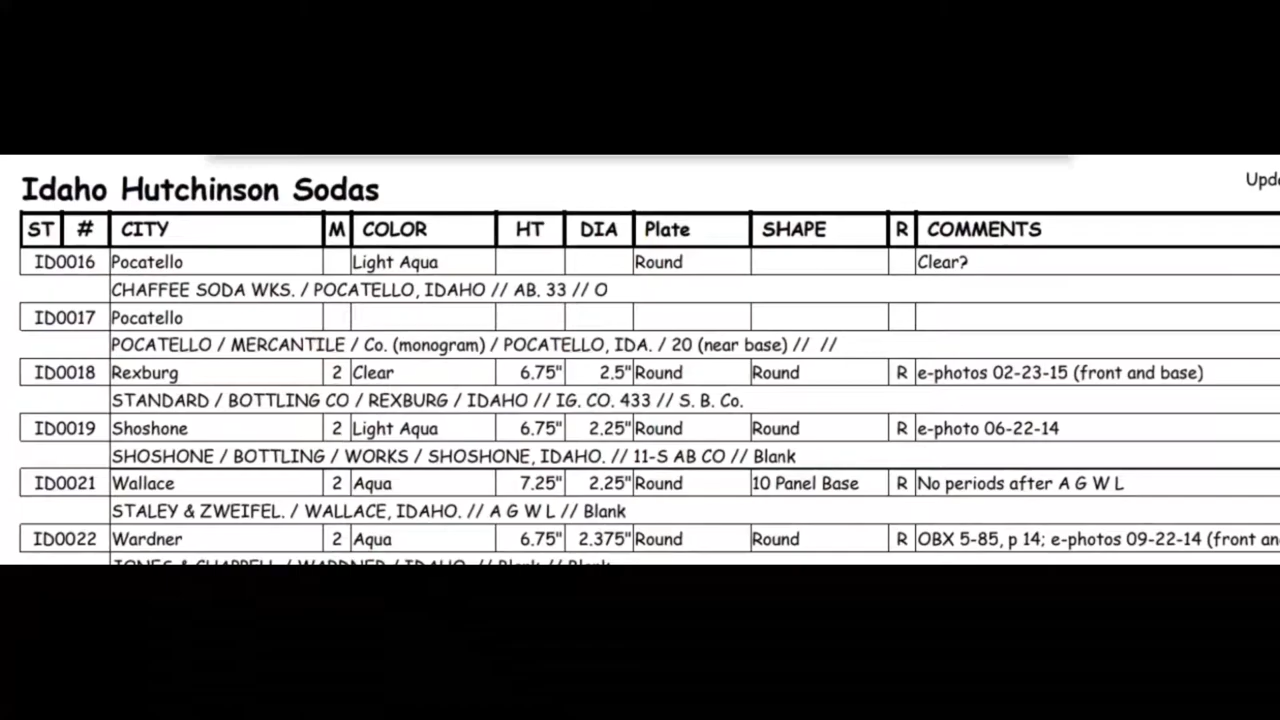 Idaho Hutchinson Sodas
ST # CITY M COLOR HT DIA Plate SHAPE R COMMENTS
ID0016 Pocatello Light Aqua Round Clear?
CHAFFEE SODA WKS. / POCATELLO, IDAHO // AB. 33 // O
ID0017 Pocatello
POCATELLO / MERCANTILE / Co. (monogram) / POCATELLO, IDA. / 20 (near base) // //
ID0018 Rexburg 2 Clear 6.75" 2.5" Round Round R e-photos 02-23-15 (front and base)
STANDARD / BOTTLING CO / REXBURG / IDAHO // IG. CO. 433 // S. B. Co.
ID0019 Shoshone 2 Light Aqua 6.75" 2.25" Round Round R e-photo 06-22-14
SHOSHONE / BOTTLING / WORKS / SHOSHONE, IDAHO. // 11-S AB CO // Blank
ID0021 Wallace 2 Aqua 7.25" 2.25" Round 10 Panel Base R No periods after A G W L
STALEY & ZWEIFEL. / WALLACE, IDAHO. // A G W L // Blank
ID0022 Wardner 2 Aqua 6.75" 2.375" Round Round R OBX 5-85, p 14; e-photos 09-22-14 (front
JONES & CHAPPELL / WARDNER / IDAHO. // Blank // Blank